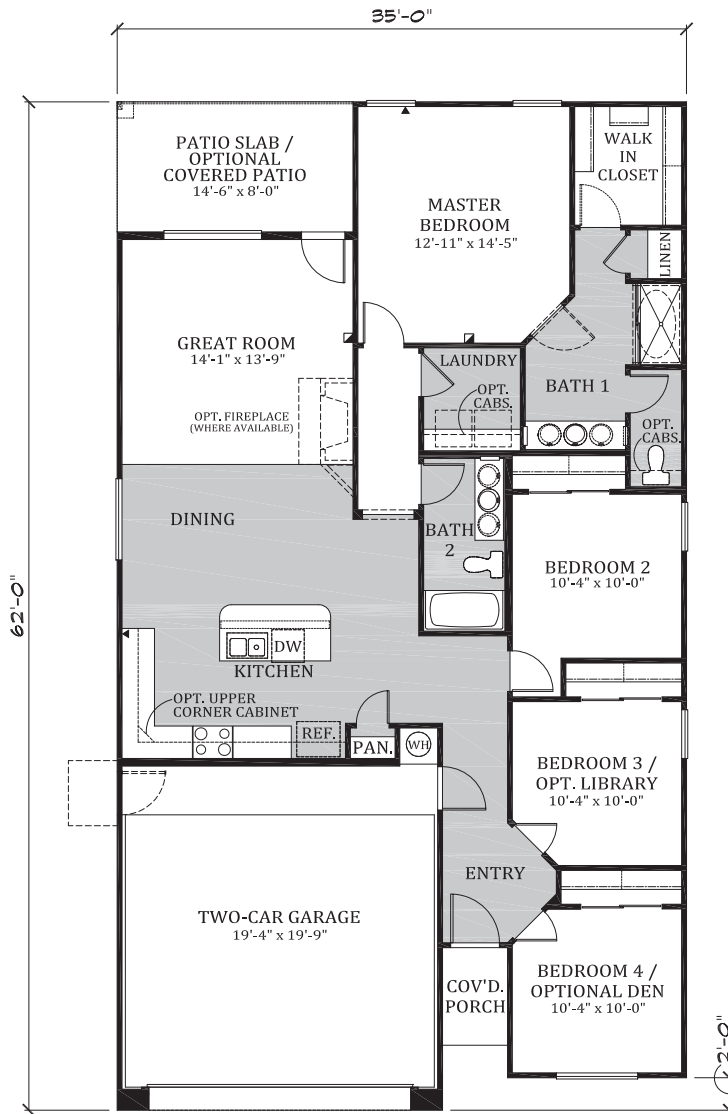 35'-0"
PATIO SLAB /
OPTIONAL
COVERED PATIO
14'-6" x 8'-0"
WALK
IN
CLOSET
MASTER
BEDROOM
12'-11" x 14'-5"
LINEN
GREAT ROOM
14'-1" x 13'-9"
LAUNDRY
OPT.
CABS.
BATH 1
OPT. FIREPLACE
(WHERE AVAILABLE)
OPT.
CABS.
DINING
BATH
2
BEDROOM 2
10'-4" x 10'-0"
62'-0"
DW
KITCHEN
OPT. UPPER
CORNER CABINET
REF.
PAN.
WH
BEDROOM 3 /
OPT. LIBRARY
10'-4" x 10'-0"
ENTRY
TWO-CAR GARAGE
19'-4" x 19'-9"
COV'D.
PORCH
BEDROOM 4 /
OPTIONAL DEN
10'-4" x 10'-0"
2'-0"